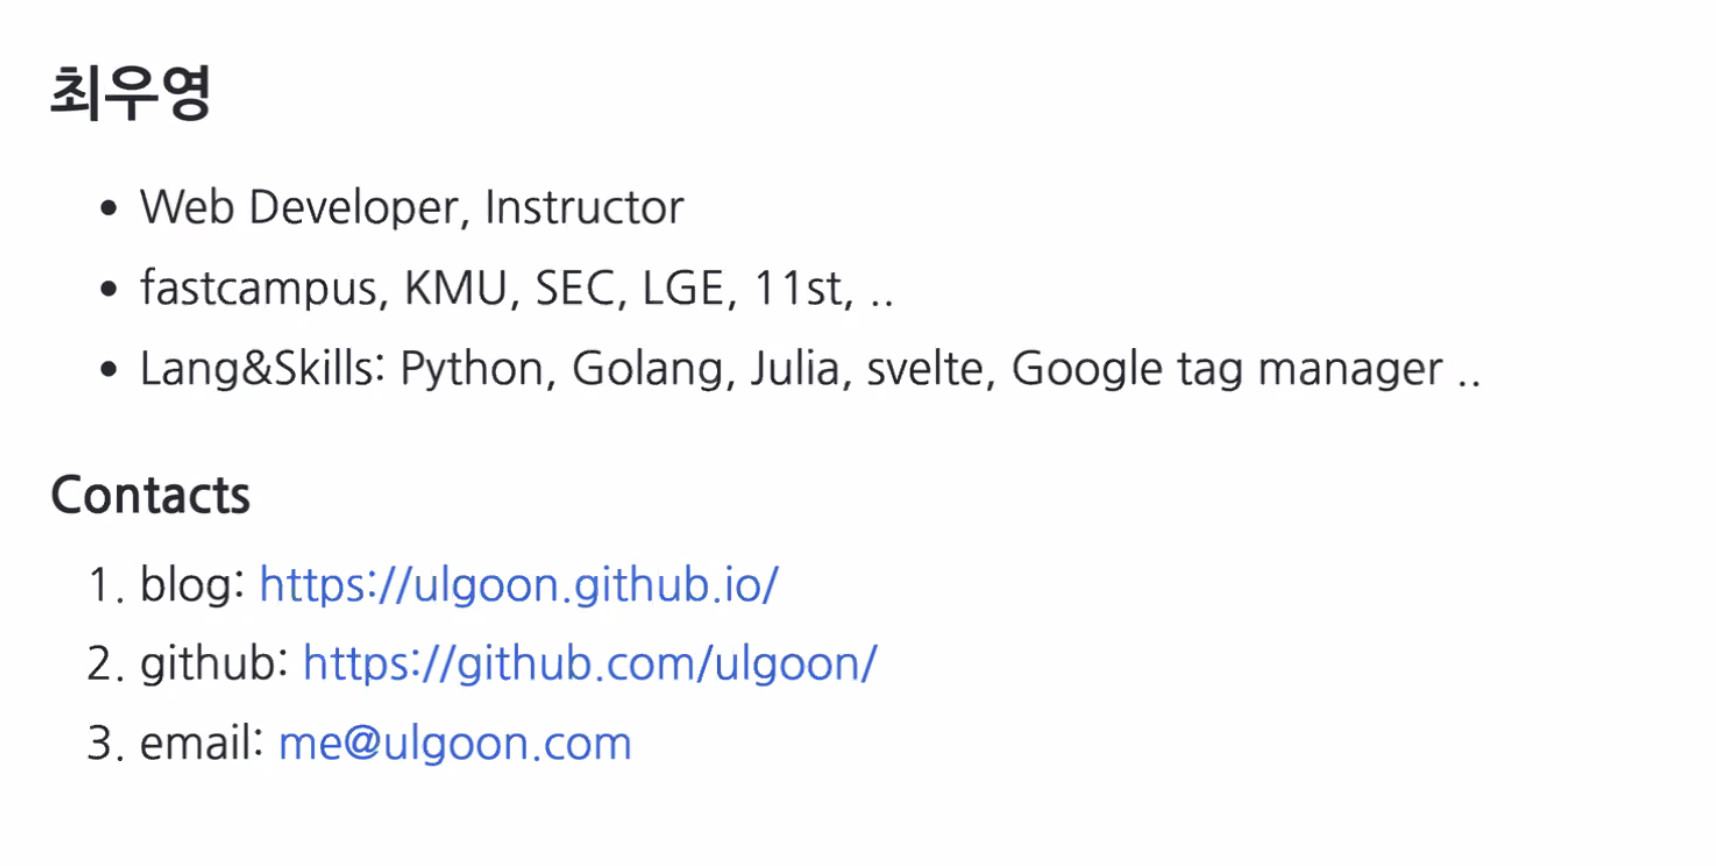 최우영
• Web Developer, Instructor
• fastcampus, KMU, SEC, LGE, 11st, ..
• Lang&Skills: Python, Golang, Julia, svelte, Google tag manager ..
Contacts
1. blog: https://ulgoon.github.io/
2. github: https://github.com/ulgoon/
3. email: me@ulgoon.com